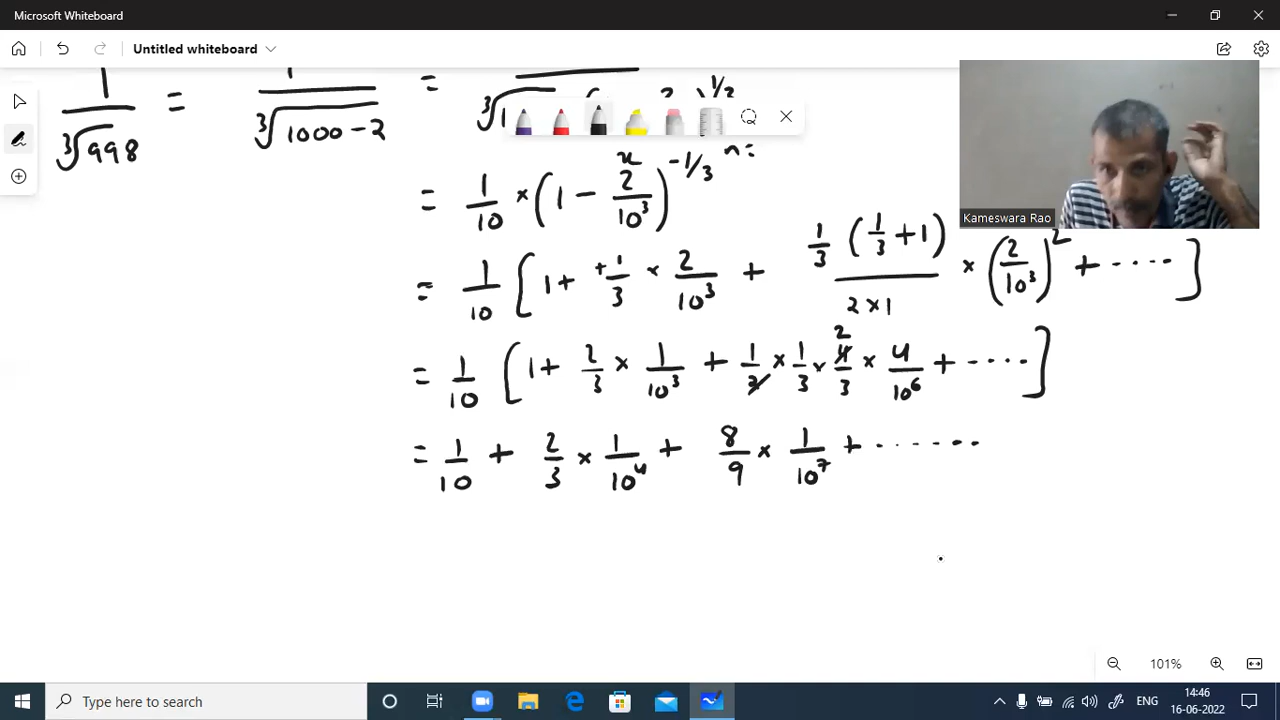 Microsoft Whiteboard
Untitled whiteboard
1/∛998 = 1/∛(1000-2) =
= 1/10 × (1 - 2/10³)^(-1/3) x n =
= 1/10 [1 + +1/3 × 2/10³ + 1/3 (1/3 + 1)/(2 × 1) × (2/10³)² + ....]
= 1/10 [1 + 2/3 × 1/10³ + 1/2 × 1/3 × 4/3 2 × 4/10⁶ + ....]
= 1/10 + 2/3 × 1/10⁴ + 8/9 × 1/10⁷ + .......
Kameswara Rao
101%
Type here to search
ENG
14:46
16-06-2022